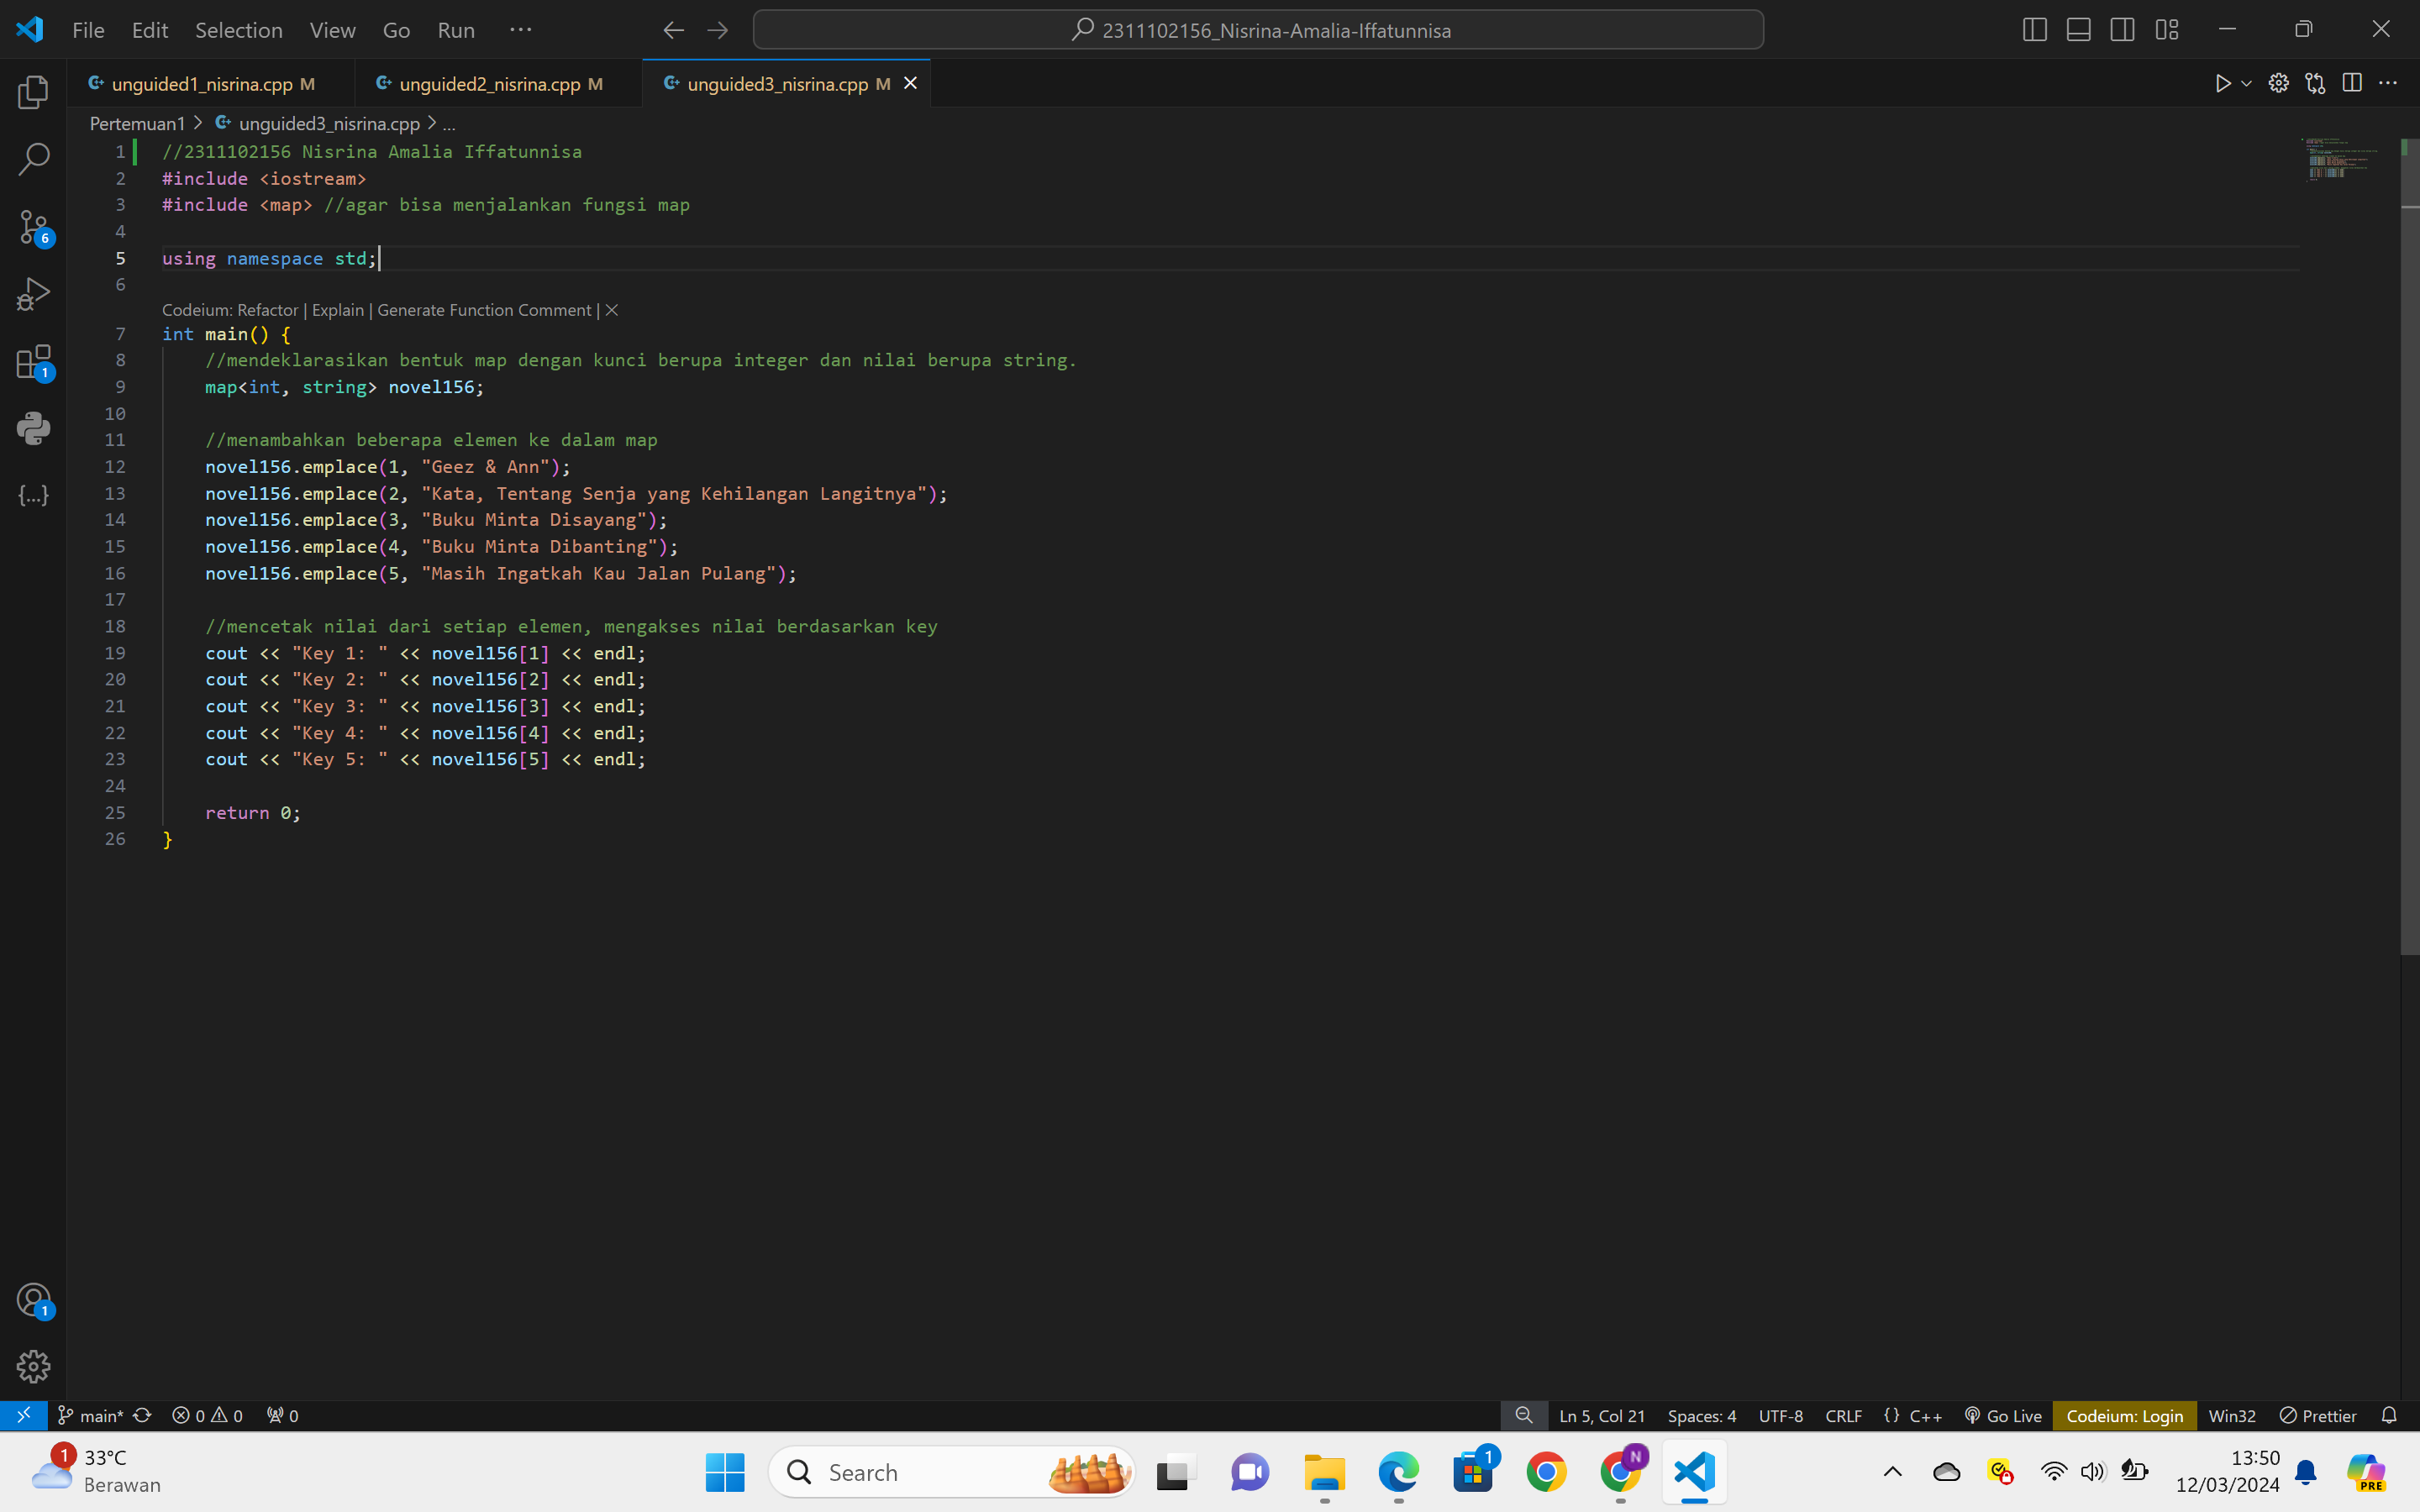 File Edit Selection View Go Run ··· 2311102156_Nisrina-Amalia-Iffatunnisa
unguided1_nisrina.cpp M unguided2_nisrina.cpp M unguided3_nisrina.cpp M
Pertemuan1 > unguided3_nisrina.cpp > ...
1 //2311102156 Nisrina Amalia Iffatunnisa
2 #include <iostream>
3 #include <map> //agar bisa menjalankan fungsi map
4
5 using namespace std;
6
Codeium: Refactor | Explain | Generate Function Comment | ×
7 int main() {
8 //mendeklarasikan bentuk map dengan kunci berupa integer dan nilai berupa string.
9 map<int, string> novel156;
10
11 //menambahkan beberapa elemen ke dalam map
12 novel156.emplace(1, "Geez & Ann");
13 novel156.emplace(2, "Kata, Tentang Senja yang Kehilangan Langitnya");
14 novel156.emplace(3, "Buku Minta Disayang");
15 novel156.emplace(4, "Buku Minta Dibanting");
16 novel156.emplace(5, "Masih Ingatkah Kau Jalan Pulang");
17
18 //mencetak nilai dari setiap elemen, mengakses nilai berdasarkan key
19 cout << "Key 1: " << novel156[1] << endl;
20 cout << "Key 2: " << novel156[2] << endl;
21 cout << "Key 3: " << novel156[3] << endl;
22 cout << "Key 4: " << novel156[4] << endl;
23 cout << "Key 5: " << novel156[5] << endl;
24
25 return 0;
26 }
6
1
{...}
1
main* 0 0 0 Ln 5, Col 21 Spaces: 4 UTF-8 CRLF {} C++ Go Live Codeium: Login Win32 Prettier
1 33°C Search 1 N 13:50
Berawan 12/03/2024 PRE